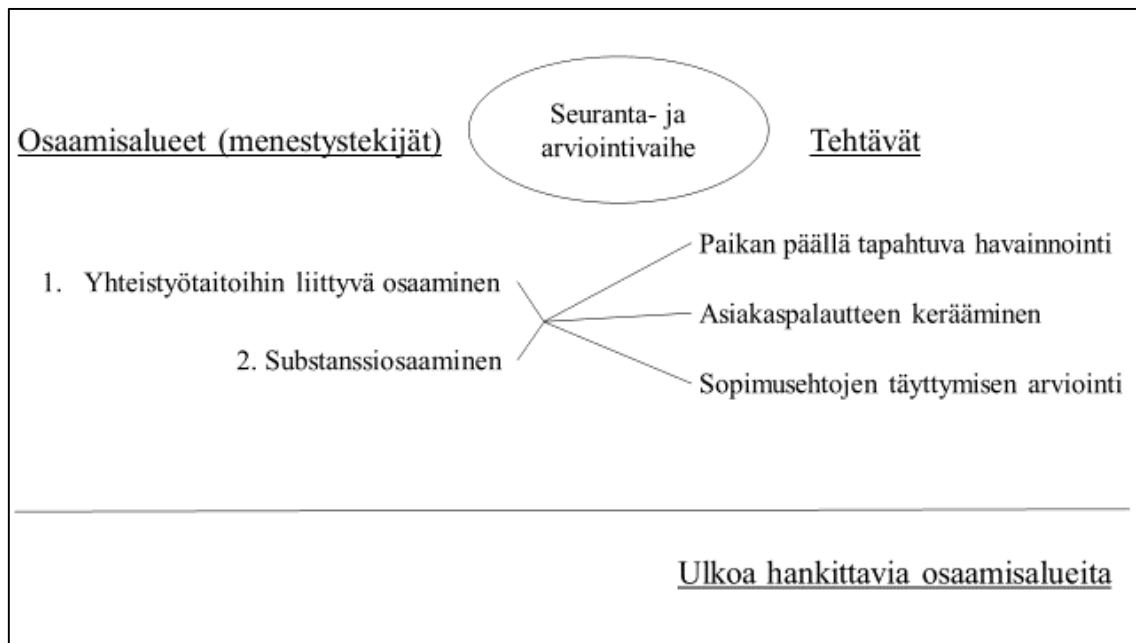 Seuranta- ja
arviointivaihe
Osaamisalueet (menestystekijät)
Tehtävät
1. Yhteistyötaitoihin liittyvä osaaminen
2. Substanssiosaaminen
Paikan päällä tapahtuva havainnointi
Asiakaspalautteen kerääminen
Sopimusehtojen täyttymisen arviointi
Ulkoa hankittavia osaamisalueita